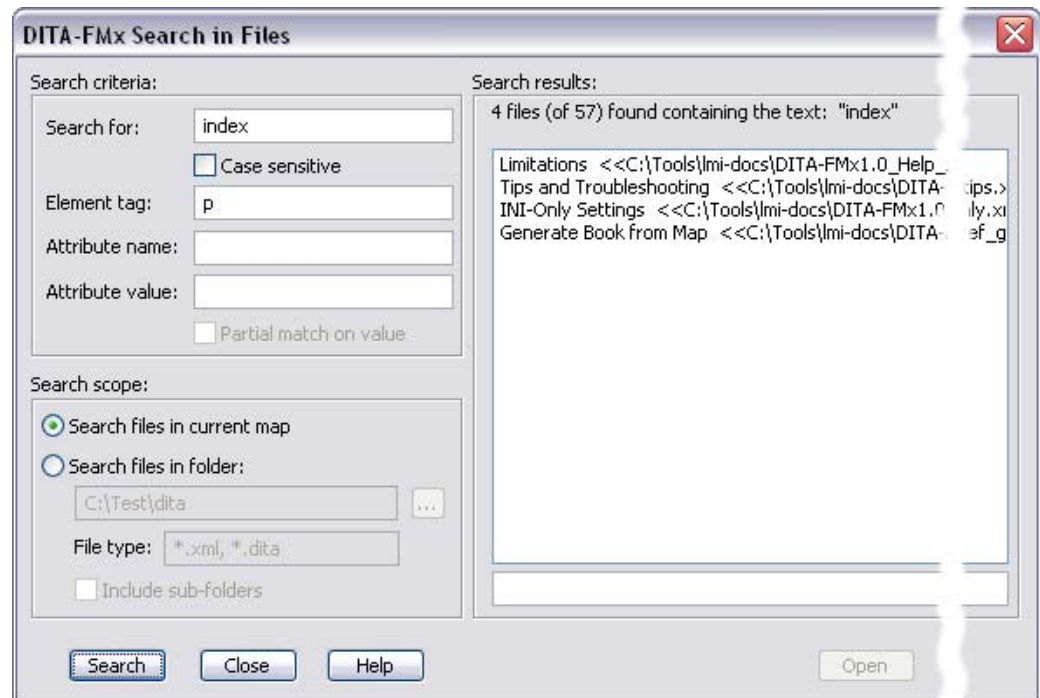 DITA-FMx Search in Files
Search criteria:
Search for:
index
Case sensitive
Element tag:
p
Attribute name:
Attribute value:
Partial match on value
Search scope:
Search files in current map
Search files in folder:
C:\Test\dita
...
File type:
*.xml, *.dita
Include sub-folders
Search
Close
Help
Search results:
4 files (of 57) found containing the text: "index"
Limitations <<C:\Tools\lmi-docs\DITA-FMx1.0_Help_
Tips and Troubleshooting <<C:\Tools\lmi-docs\DITA- tips.x
INI-Only Settings <<C:\Tools\lmi-docs\DITA-FMx1.0 nly.xm
Generate Book from Map <<C:\Tools\lmi-docs\DITA- ef_g
Open